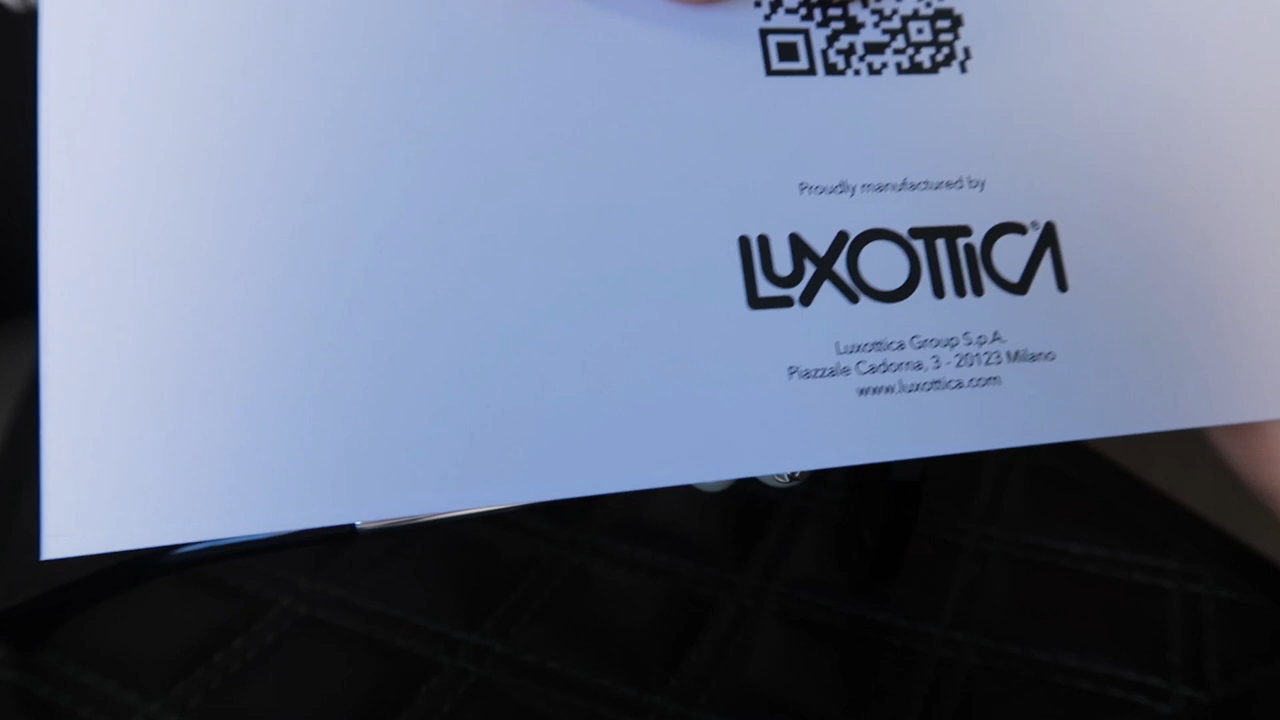 Proudly manufactured by
LUXOTTICA®
Luxottica Group S.p.A.
Piazzale Cadorna, 3 - 20123 Milano
www.luxottica.com